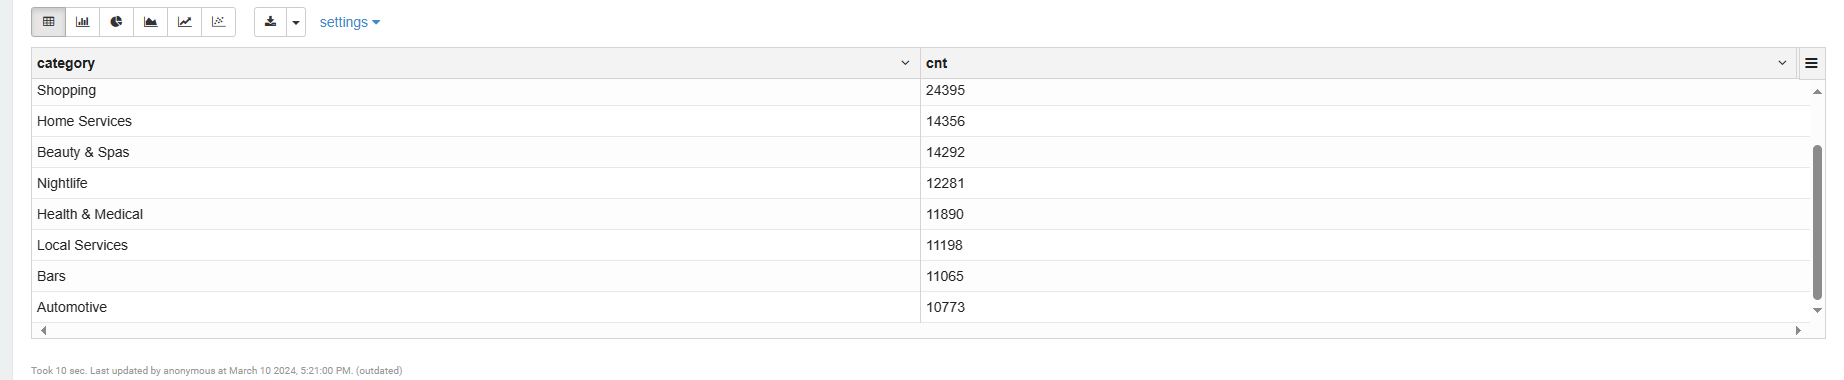 settings
category cnt
Shopping 24395
Home Services 14356
Beauty & Spas 14292
Nightlife 12281
Health & Medical 11890
Local Services 11198
Bars 11065
Automotive 10773
Took 10 sec. Last updated by anonymous at March 10 2024, 5:21:00 PM. (outdated)